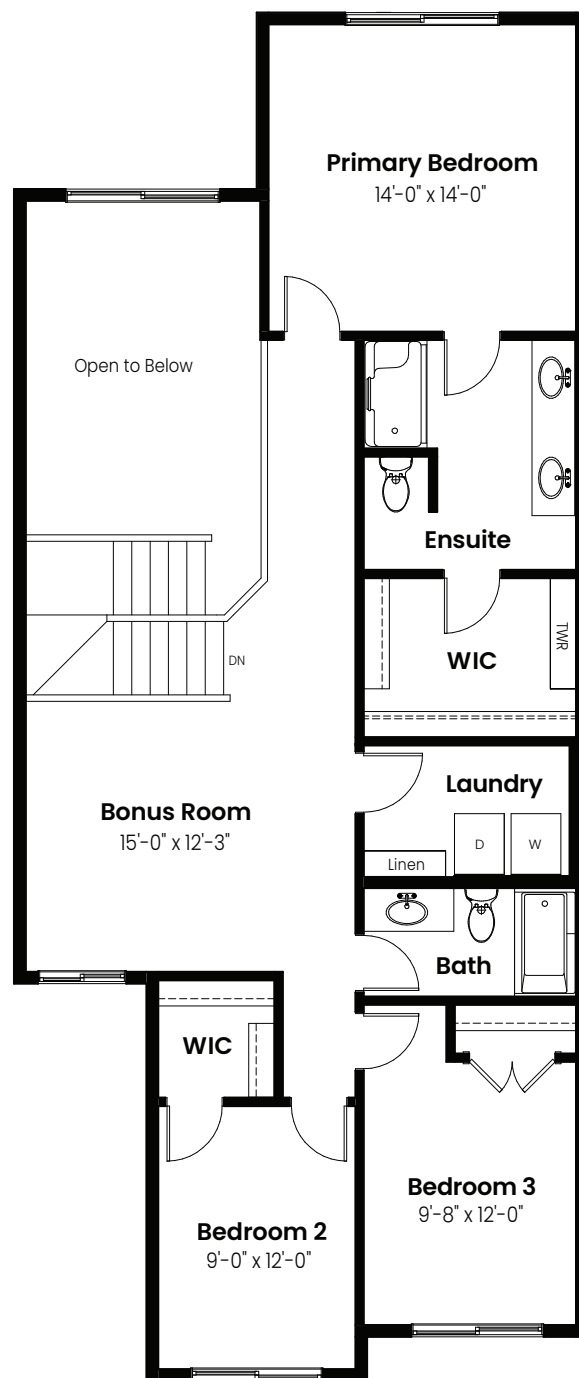 Primary Bedroom
14'-0" x 14'-0"
Open to Below
Ensuite
TWR
WIC
DN
Laundry
Bonus Room
15'-0" x 12'-3"
D
W
Linen
Bath
WIC
Bedroom 3
9'-8" x 12'-0"
Bedroom 2
9'-0" x 12'-0"